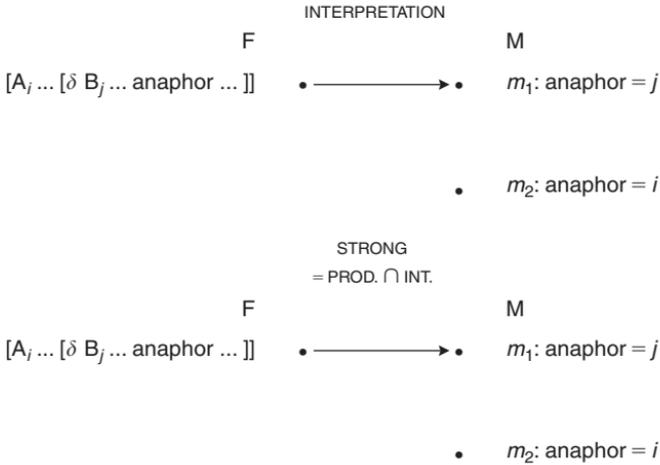 INTERPRETATION
F M
[Aᵢ ... [δ Bⱼ ... anaphor ... ]] m₁: anaphor = j
m₂: anaphor = i
STRONG
= PROD. ∩ INT.
F M
[Aᵢ ... [δ Bⱼ ... anaphor ... ]] m₁: anaphor = j
m₂: anaphor = i